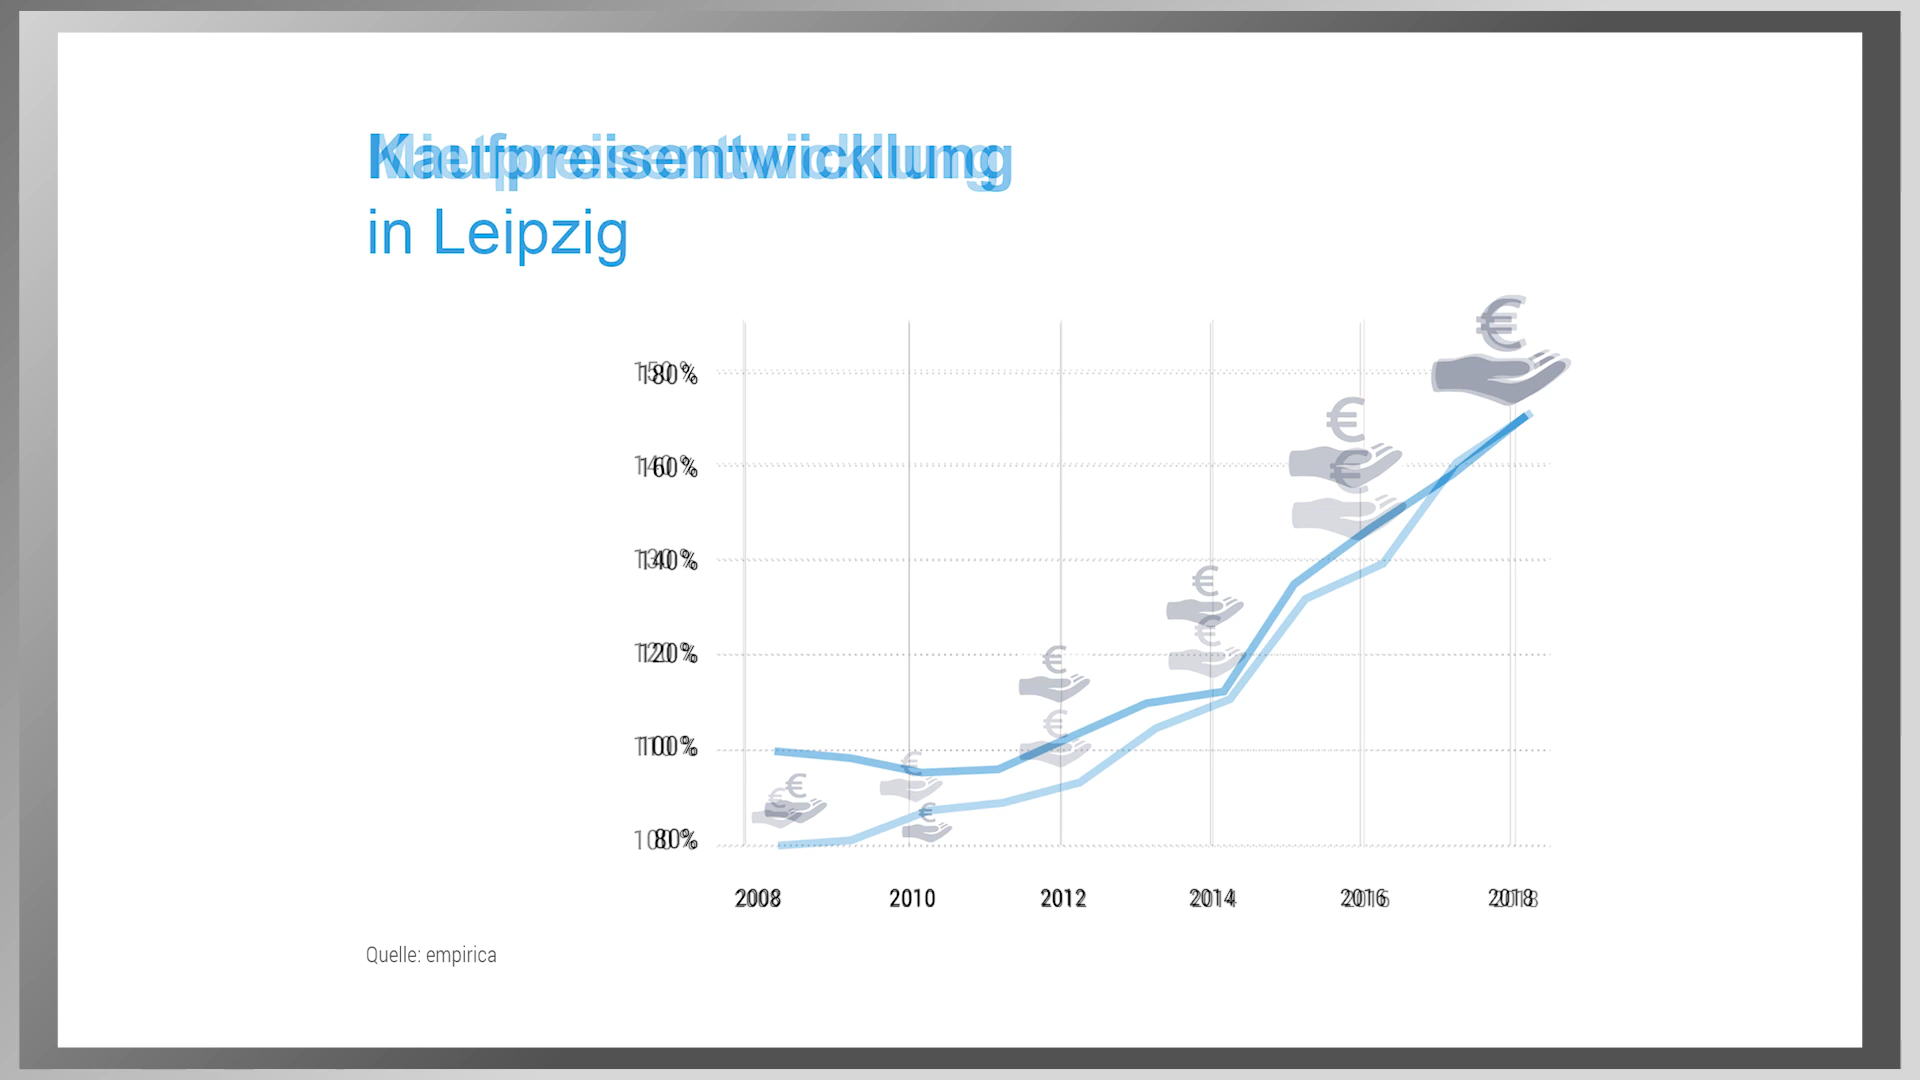 Kaufpreisentwicklung
in Leipzig
180%
160%
140%
120%
100%
80%
2008 2010 2012 2014 2016 2018
Quelle: empirica